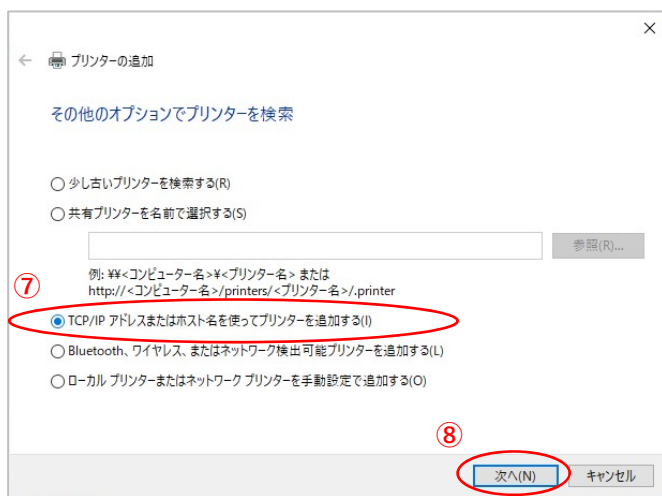 プリンターの追加
その他のオプションでプリンターを検索
少し古いプリンターを検索する(R)
共有プリンターを名前で選択する(S)
参照(R)...
例: ¥¥<コンピューター名>¥<プリンター名> または
http://<コンピューター名>/printers/<プリンター名>/.printer
⑦
TCP/IP アドレスまたはホスト名を使ってプリンターを追加する(I)
Bluetooth、ワイヤレス、またはネットワーク検出可能プリンターを追加する(L)
ローカル プリンターまたはネットワーク プリンターを手動設定で追加する(O)
⑧
次へ(N)
キャンセル